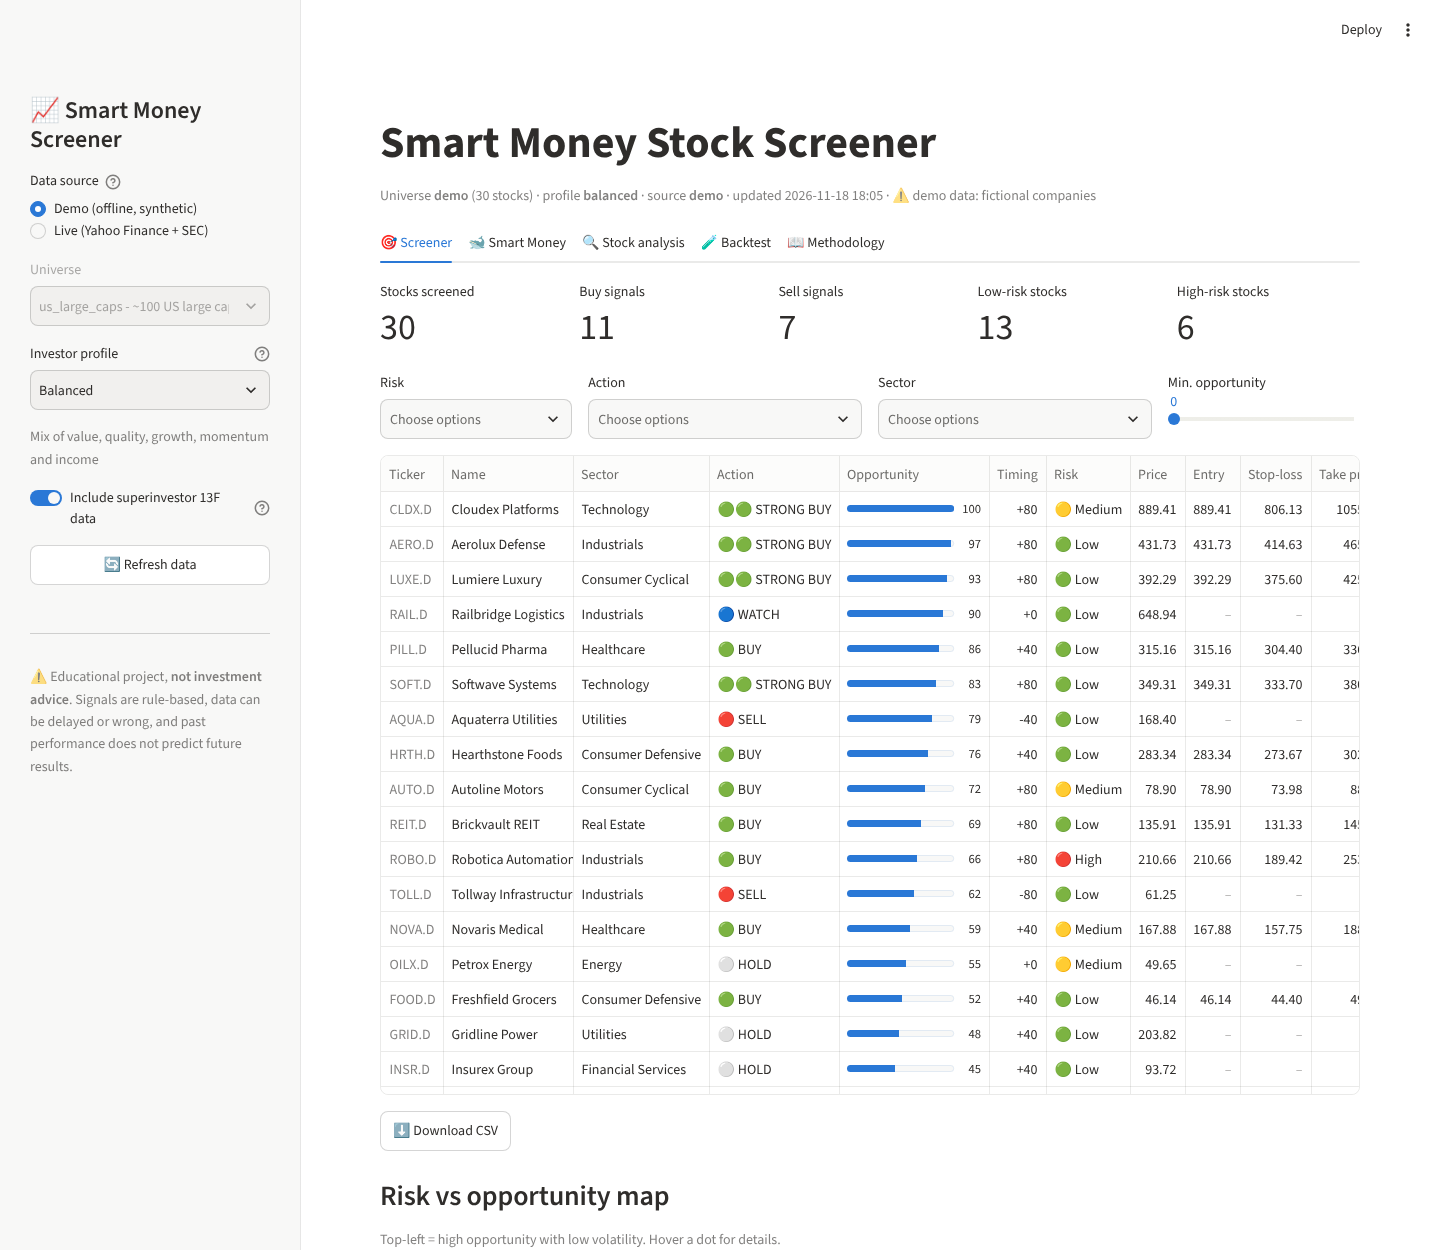 Deploy
📈 Smart Money
Screener
Data source
Demo (offline, synthetic)
Live (Yahoo Finance + SEC)
Universe
us_large_caps - ~100 US large ca
Investor profile
Balanced
Mix of value, quality, growth, momentum
and income
Include superinvestor 13F
data
🔄 Refresh data
⚠️ Educational project, not investment
advice. Signals are rule-based, data can
be delayed or wrong, and past
performance does not predict future
results.
Smart Money Stock Screener
Universe demo (30 stocks) · profile balanced · source demo · updated 2026-11-18 18:05 · ⚠️ demo data: fictional companies
🎯 Screener 🐋 Smart Money 🔍 Stock analysis 🧪 Backtest 📖 Methodology
Stocks screened Buy signals Sell signals Low-risk stocks High-risk stocks
30 11 7 13 6
Risk Action Sector Min. opportunity
0
Choose options Choose options Choose options
Ticker Name Sector Action Opportunity Timing Risk Price Entry Stop-loss Take pr
CLDX.D Cloudex Platforms Technology 🟢🟢 STRONG BUY 100 +80 🟡 Medium 889.41 889.41 806.13 105
AERO.D Aerolux Defense Industrials 🟢🟢 STRONG BUY 97 +80 🟢 Low 431.73 431.73 414.63 46
LUXE.D Lumiere Luxury Consumer Cyclical 🟢🟢 STRONG BUY 93 +80 🟢 Low 392.29 392.29 375.60 42
RAIL.D Railbridge Logistics Industrials 🔵 WATCH 90 +0 🟢 Low 648.94 – –
PILL.D Pellucid Pharma Healthcare 🟢 BUY 86 +40 🟢 Low 315.16 315.16 304.40 33
SOFT.D Softwave Systems Technology 🟢🟢 STRONG BUY 83 +80 🟢 Low 349.31 349.31 333.70 38
AQUA.D Aquaterra Utilities Utilities 🔴 SELL 79 -40 🟢 Low 168.40 – –
HRTH.D Hearthstone Foods Consumer Defensive 🟢 BUY 76 +40 🟢 Low 283.34 283.34 273.67 30
AUTO.D Autoline Motors Consumer Cyclical 🟢 BUY 72 +80 🟡 Medium 78.90 78.90 73.98 8
REIT.D Brickvault REIT Real Estate 🟢 BUY 69 +80 🟢 Low 135.91 135.91 131.33 14
ROBO.D Robotica Automation Industrials 🟢 BUY 66 +80 🔴 High 210.66 210.66 189.42 25
TOLL.D Tollway Infrastructur Industrials 🔴 SELL 62 -80 🟢 Low 61.25 – –
NOVA.D Novaris Medical Healthcare 🟢 BUY 59 +40 🟡 Medium 167.88 167.88 157.75 18
OILX.D Petrox Energy Energy ⚪ HOLD 55 +0 🟡 Medium 49.65 – –
FOOD.D Freshfield Grocers Consumer Defensive 🟢 BUY 52 +40 🟢 Low 46.14 46.14 44.40 4
GRID.D Gridline Power Utilities ⚪ HOLD 48 +40 🟢 Low 203.82 – –
INSR.D Insurex Group Financial Services ⚪ HOLD 45 +40 🟢 Low 93.72 – –
⬇️ Download CSV
Risk vs opportunity map
Top-left = high opportunity with low volatility. Hover a dot for details.